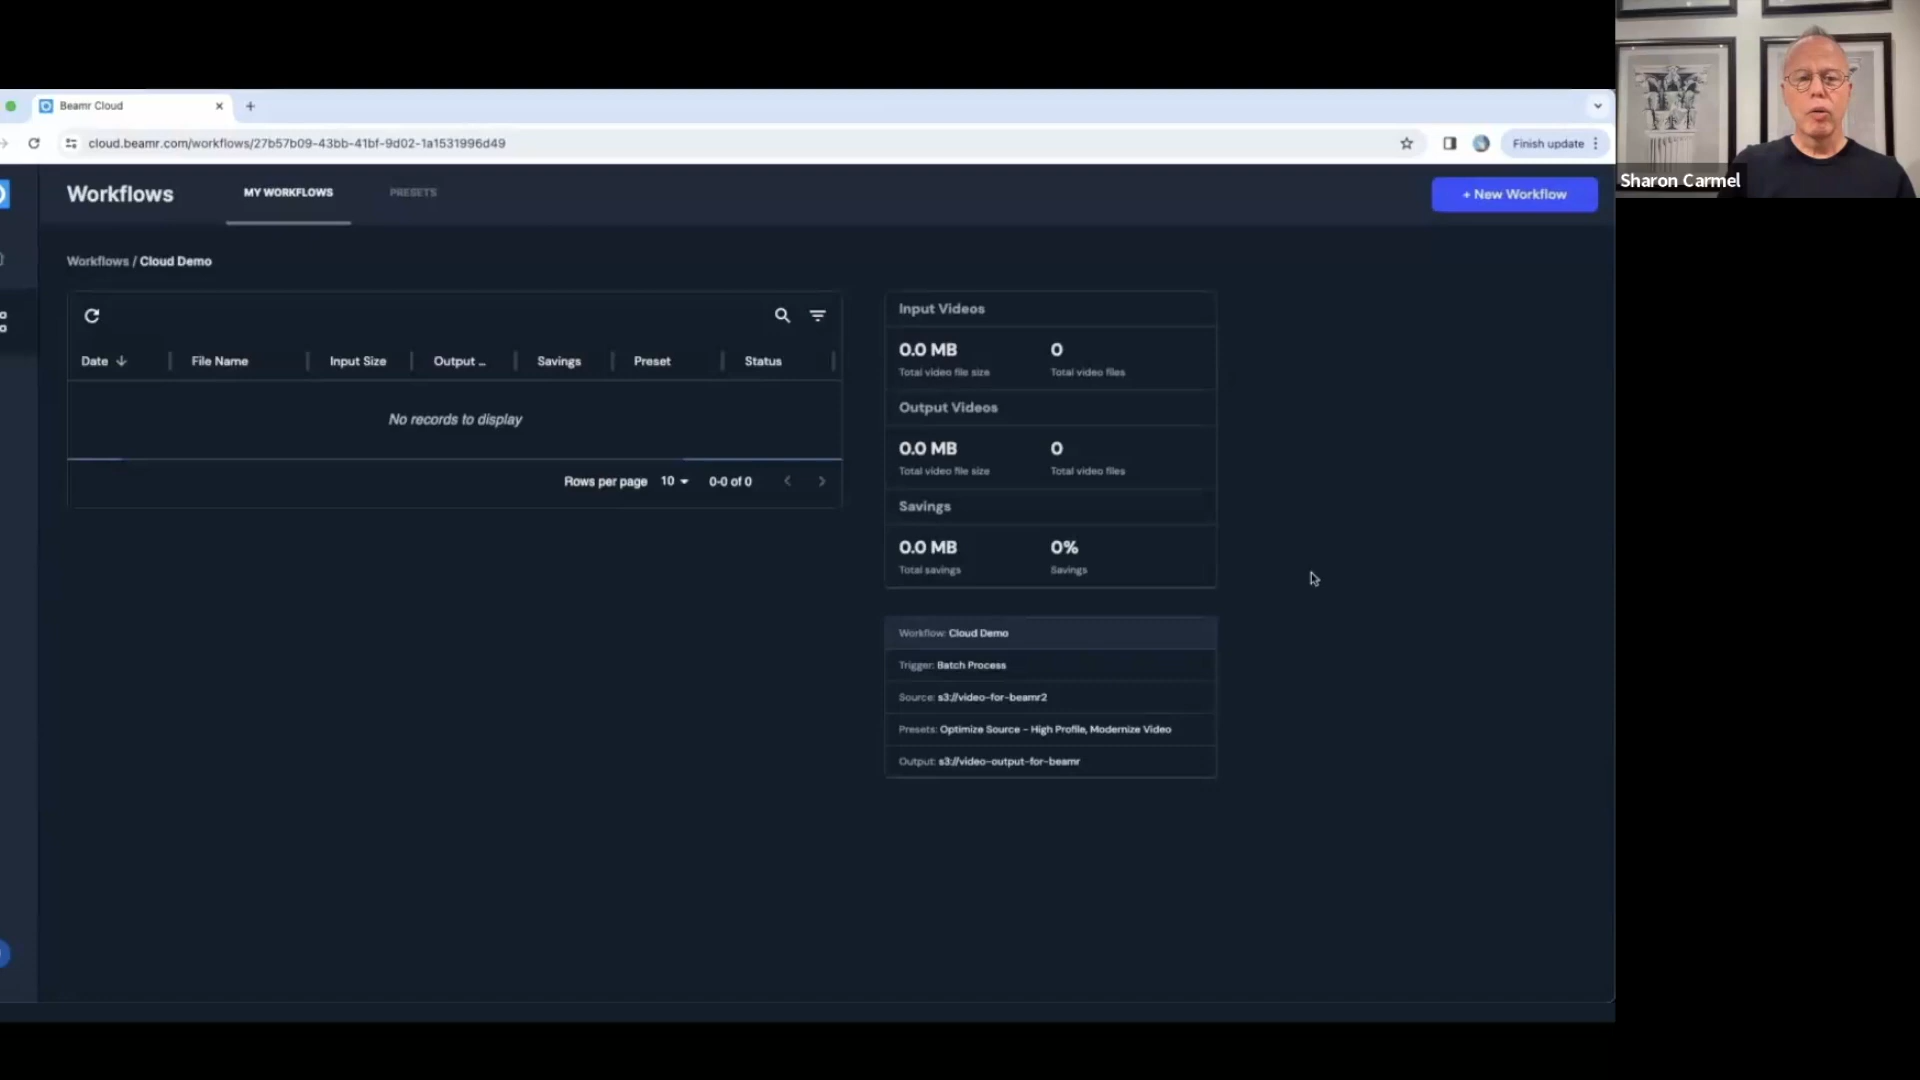 Beamr Cloud
cloud.beamr.com/workflows/27b57b09-43bb-41bf-9d02-1a1531996d49
Finish update
Sharon Carmel
Workflows
MY WORKFLOWS
PRESETS
+ New Workflow
Workflows / Cloud Demo
Date
File Name
Input Size
Output ...
Savings
Preset
Status
No records to display
Rows per page 10
0-0 of 0
Input Videos
0.0 MB
0
Total video file size
Total video files
Output Videos
0.0 MB
0
Total video file size
Total video files
Savings
0.0 MB
0%
Total savings
Savings
Workflow: Cloud Demo
Trigger: Batch Process
Source: s3://video-for-beamr2
Presets: Optimize Source - High Profile, Modernize Video
Output: s3://video-output-for-beamr